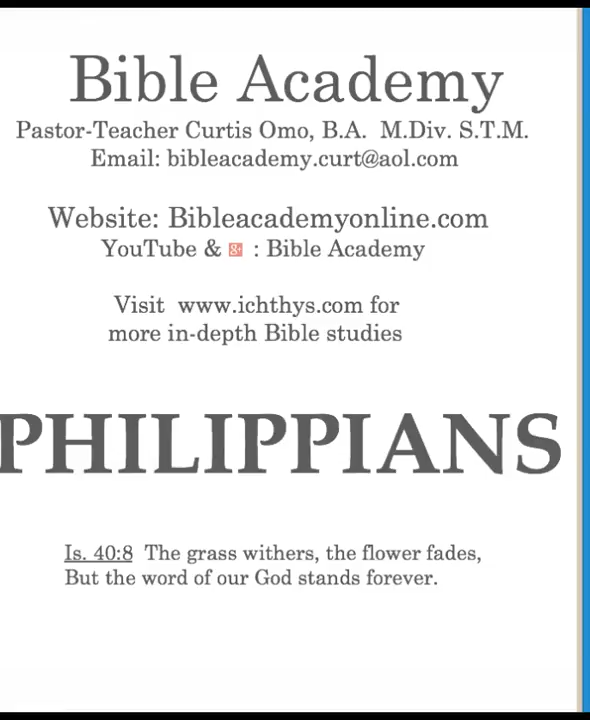 Bible Academy
Pastor-Teacher Curtis Omo, B.A. M.Div. S.T.M.
Email: bibleacademy.curt@aol.com
Website: Bibleacademyonline.com
YouTube & g+ : Bible Academy
Visit www.ichthys.com for
more in-depth Bible studies
PHILIPPIANS
Is. 40:8 The grass withers, the flower fades,
But the word of our God stands forever.